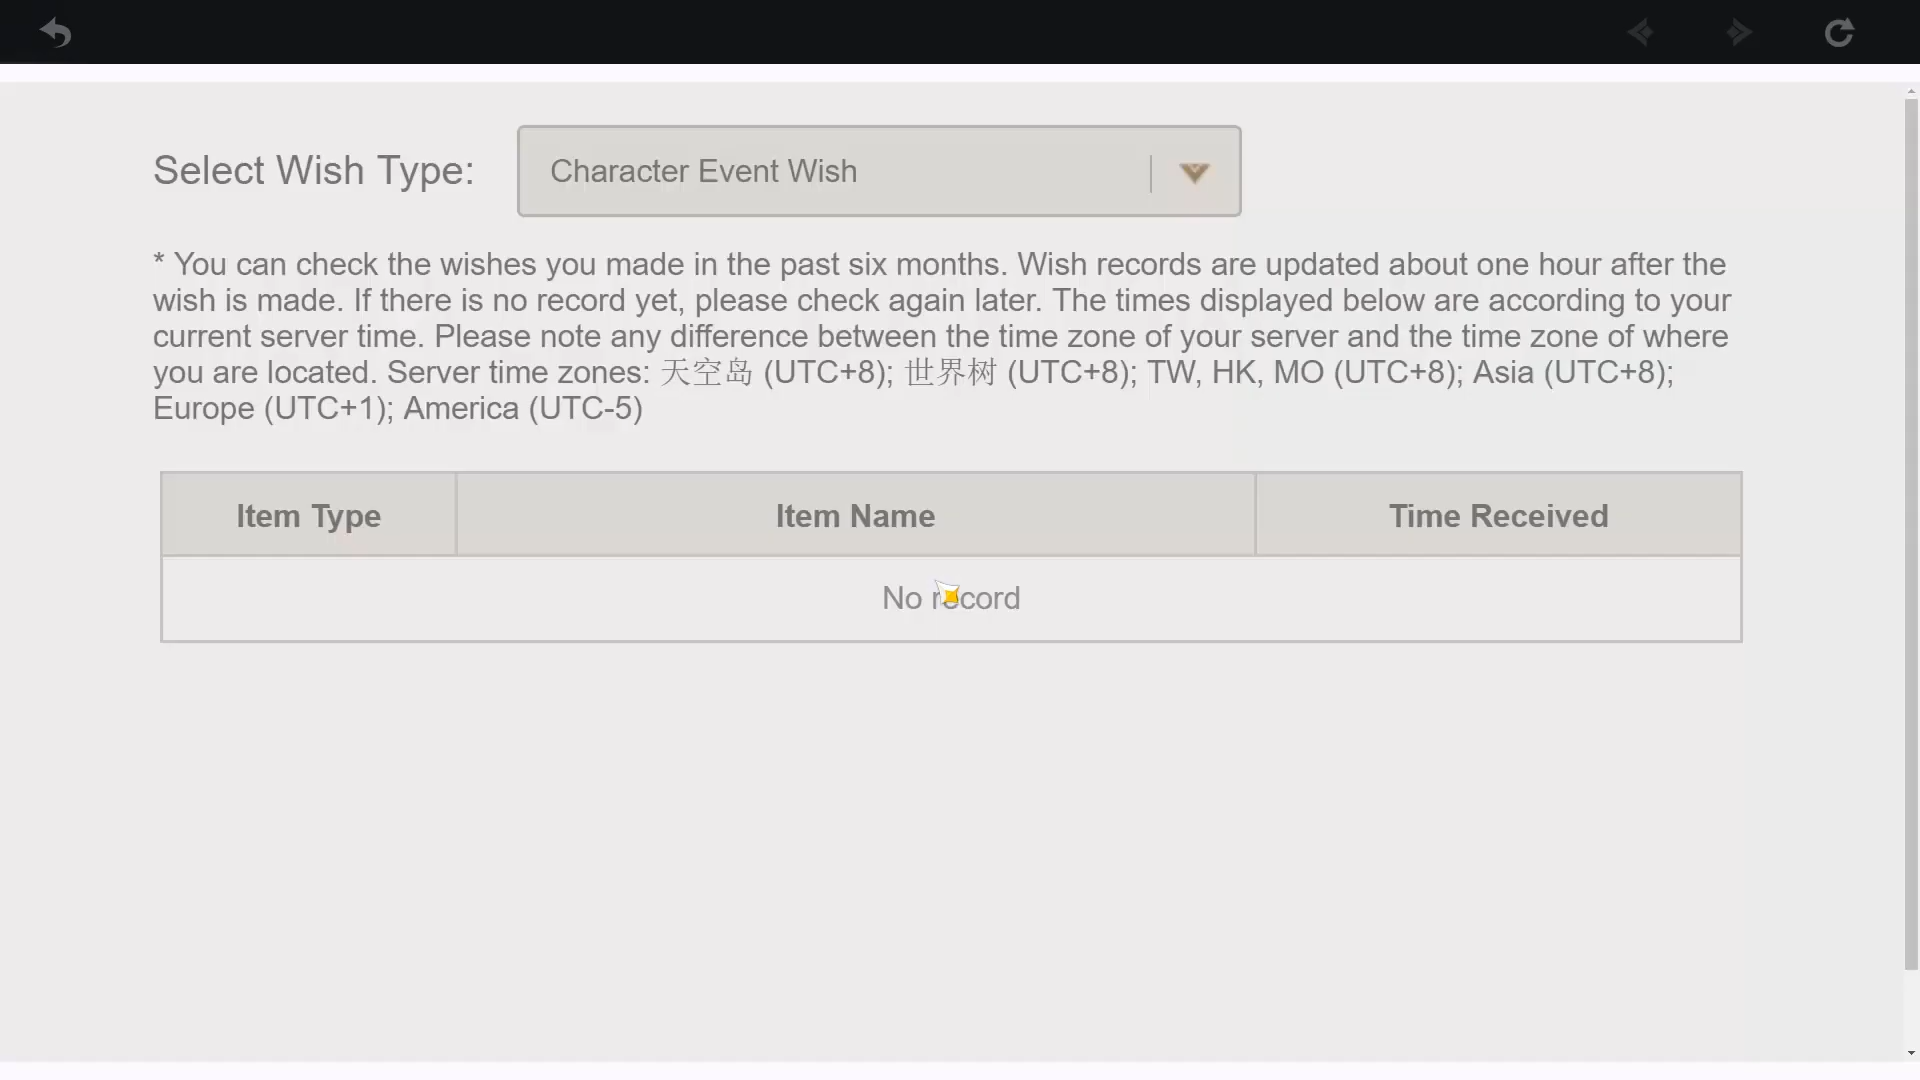 Select Wish Type: Character Event Wish
* You can check the wishes you made in the past six months. Wish records are updated about one hour after the
wish is made. If there is no record yet, please check again later. The times displayed below are according to your
current server time. Please note any difference between the time zone of your server and the time zone of where
you are located. Server time zones: 天空岛 (UTC+8); 世界树 (UTC+8); TW, HK, MO (UTC+8); Asia (UTC+8);
Europe (UTC+1); America (UTC-5)
Item Type Item Name Time Received
No record